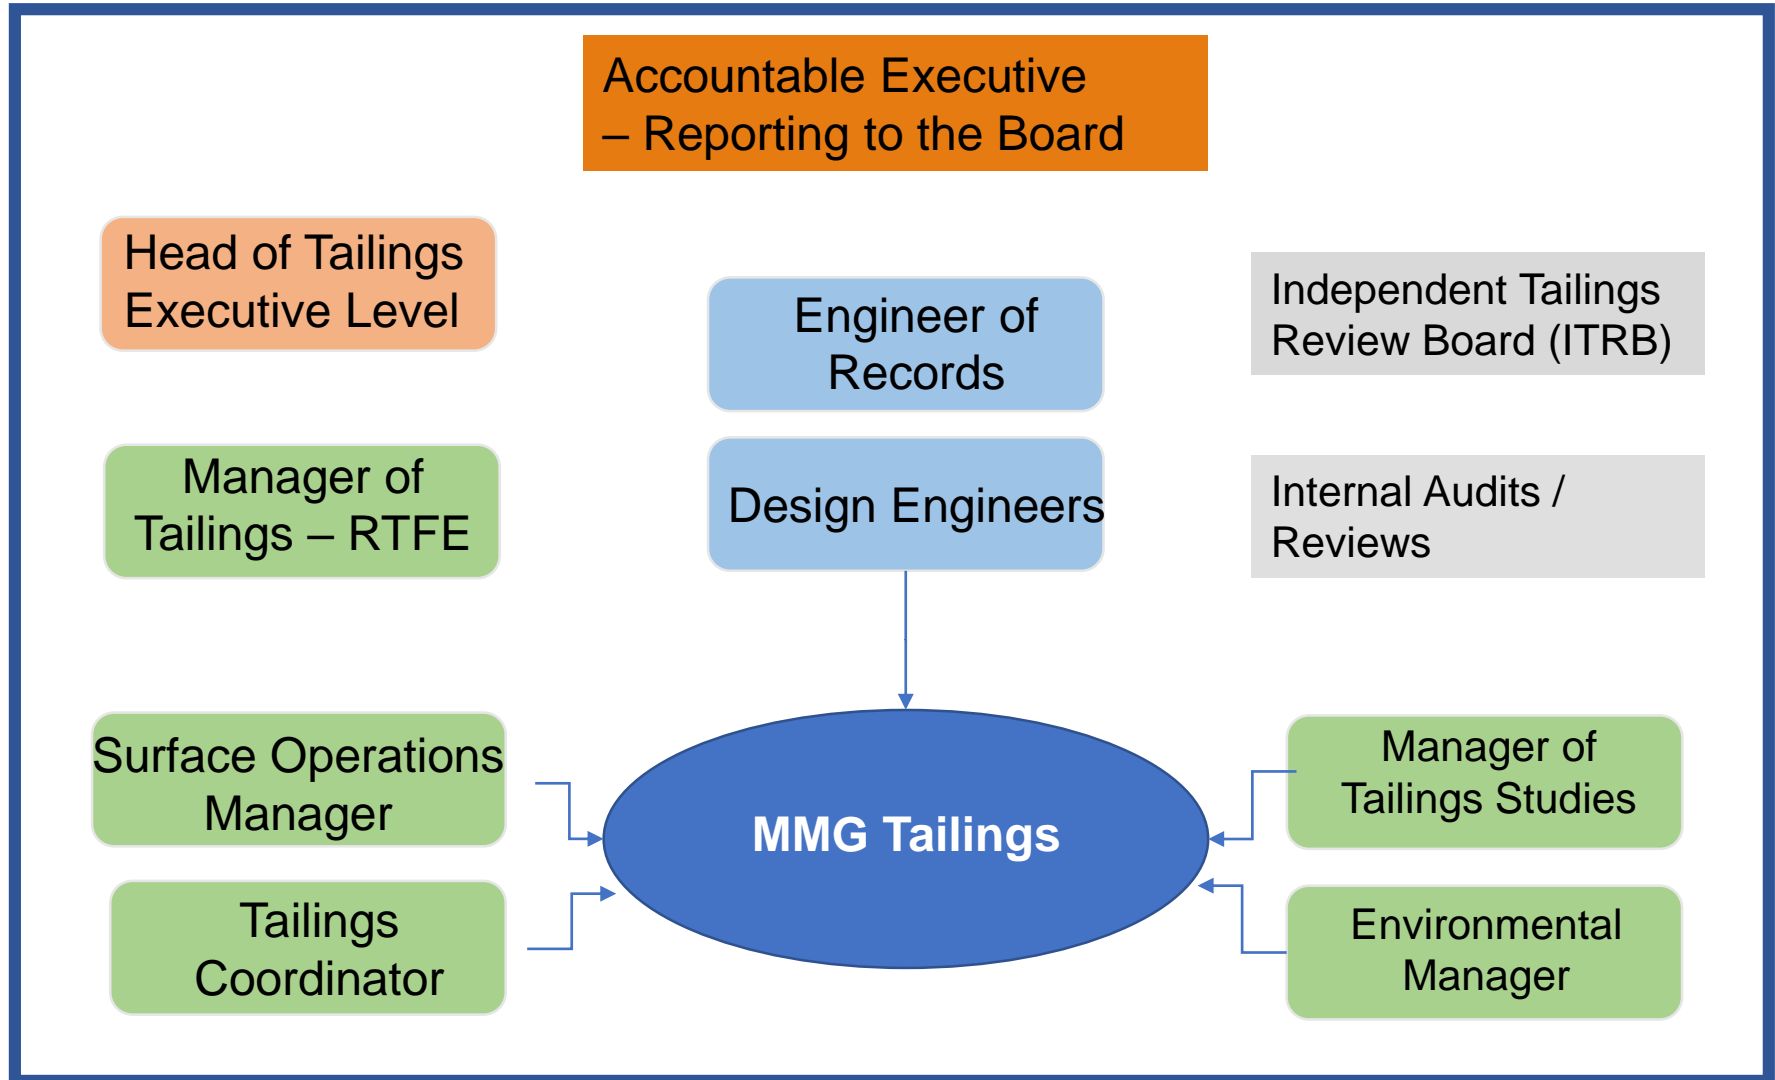 Accountable Executive
– Reporting to the Board
Head of Tailings
Executive Level
Engineer of
Records
Independent Tailings
Review Board (ITRB)
Manager of
Tailings – RTFE
Design Engineers
Internal Audits /
Reviews
Surface Operations
Manager
MMG Tailings
Manager of
Tailings Studies
Tailings
Coordinator
Environmental
Manager